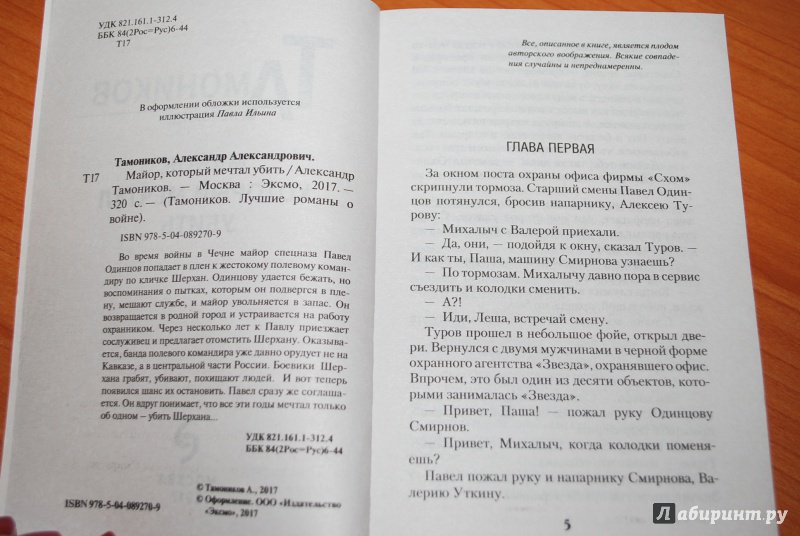 УДК 821.161.1-312.4
ББК 84(2Рос=Рус)6-44
Т17
В оформлении обложки используется
иллюстрация Павла Ильина
Тамоников, Александр Александрович.
Т17 Майор, который мечтал убить / Александр
Тамоников. — Москва : Эксмо, 2017. —
320 с. — (Тамоников. Лучшие романы о
войне).
ISBN 978-5-04-089270-9
Во время войны в Чечне майор спецназа Павел
Одинцов попадает в плен к жестокому полевому коман-
диру по кличке Шерхан. Одинцову удается бежать, но
воспоминания о пытках, которым он подвергся в пле-
ну, мешают службе, и майор увольняется в запас. Он
возвращается в родной город и устраивается на работу
охранником. Через несколько лет к Павлу приезжает
сослуживец и предлагает отомстить Шерхану. Оказыва-
ется, банда полевого командира уже давно орудует не на
Кавказе, а в центральной части России. Боевики Шер-
хана грабят, убивают, похищают людей. И вот теперь
появился шанс их остановить. Павел сразу же соглаша-
ется. Он вдруг понимает, что все эти годы мечтал только
об одном – убить Шерхана...
УДК 821.161.1-312.4
ББК 84(2Рос=Рус)6-44
© Тамоников А., 2017
© Оформление. ООО «Издательство
«Эксмо», 2017
ISBN 978-5-04-089270-9
Все, описанное в книге, является плодом
авторского воображения. Всякие совпаде-
ния случайны и непреднамеренны.
ГЛАВА ПЕРВАЯ
За окном поста охраны офиса фирмы «Схом»
скрипнули тормоза. Старший смены Павел Один-
цов потянулся, бросив напарнику, Алексею Ту-
рову:
— Михалыч с Валерой приехали.
— Да, они, — подойдя к окну, сказал Туров. —
И как ты, Паша, машину Смирнова узнаешь?
— По тормозам. Михалычу давно пора в сервис
съездить и колодки сменить.
— А?!
— Иди, Леша, встречай смену.
Туров прошел в небольшое фойе, открыл две-
ри. Вернулся с двумя мужчинами в черной форме
охранного агентства «Звезда», охранявшего офис.
Впрочем, это был один из десяти объектов, кото-
рыми занималась «Звезда».
— Привет, Паша! — пожал руку Одинцову
Смирнов.
— Привет, Михалыч, когда колодки поменя-
ешь?
Павел пожал руку и напарнику Смирнова, Ва-
лерию Уткину.
5
Лабиринт.ру